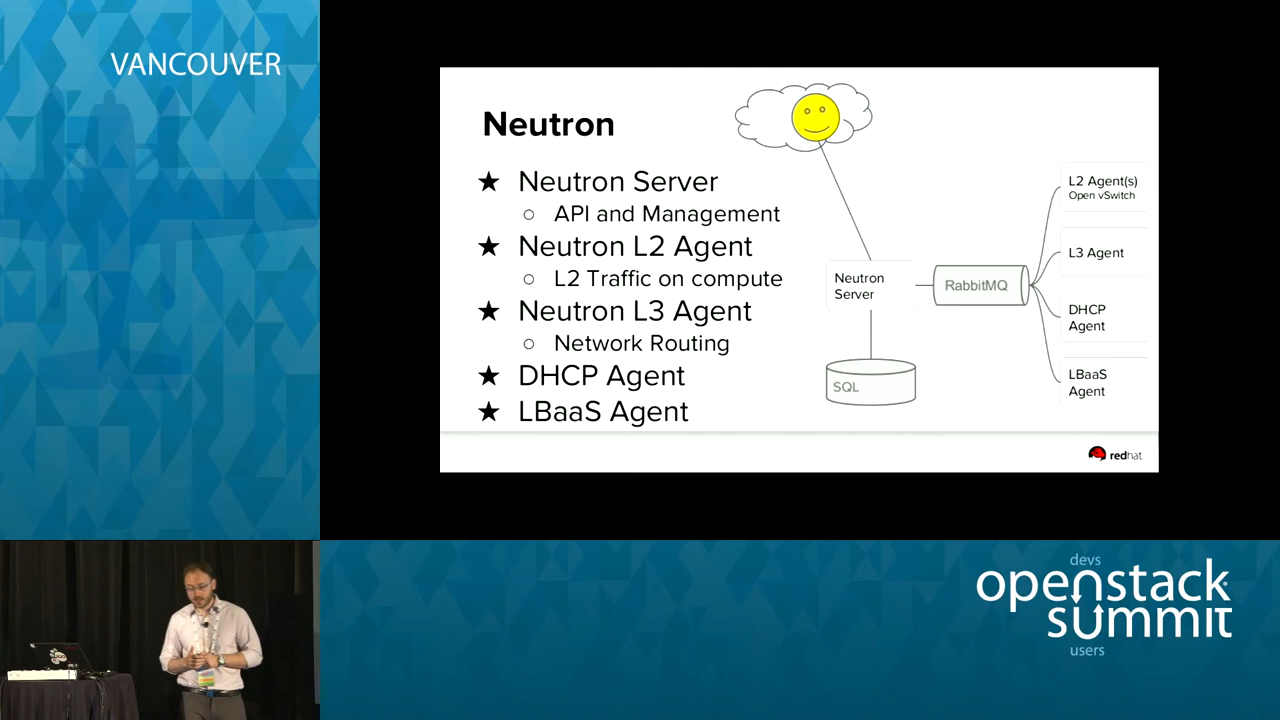 VANCOUVER
Neutron
★ Neutron Server
○ API and Management
★ Neutron L2 Agent
○ L2 Traffic on compute
★ Neutron L3 Agent
○ Network Routing
★ DHCP Agent
★ LBaaS Agent
Neutron
Server
SQL
RabbitMQ
L2 Agent(s)
Open vSwitch
L3 Agent
DHCP
Agent
LBaaS
Agent
redhat
devs
openstack
summit
users